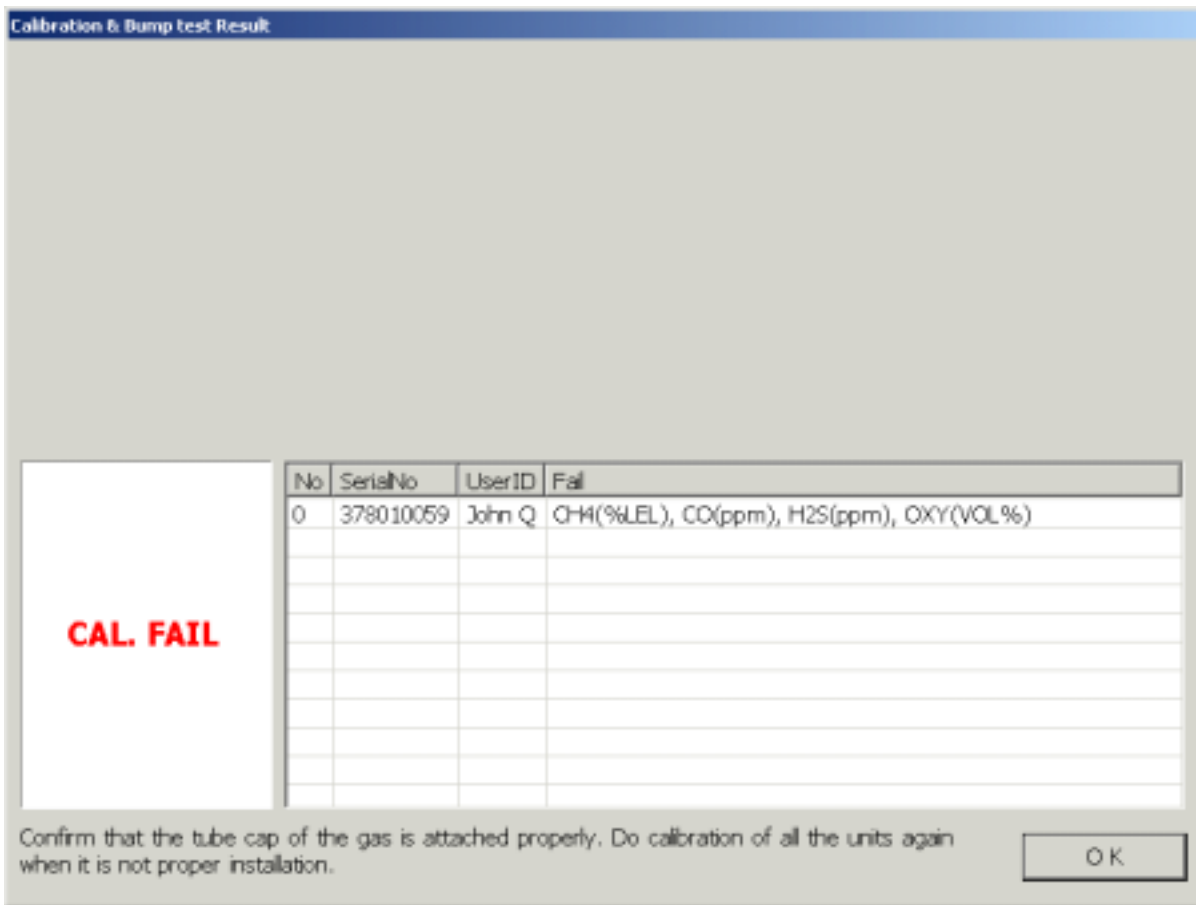 Calibration & Bump test Result
No SerialNo UserID Fail
0 378010059 John Q CH4(%LEL), CO(ppm), H2S(ppm), OXY(VOL%)
CAL. FAIL
Confirm that the tube cap of the gas is attached properly. Do calibration of all the units again
when it is not proper installation.
OK